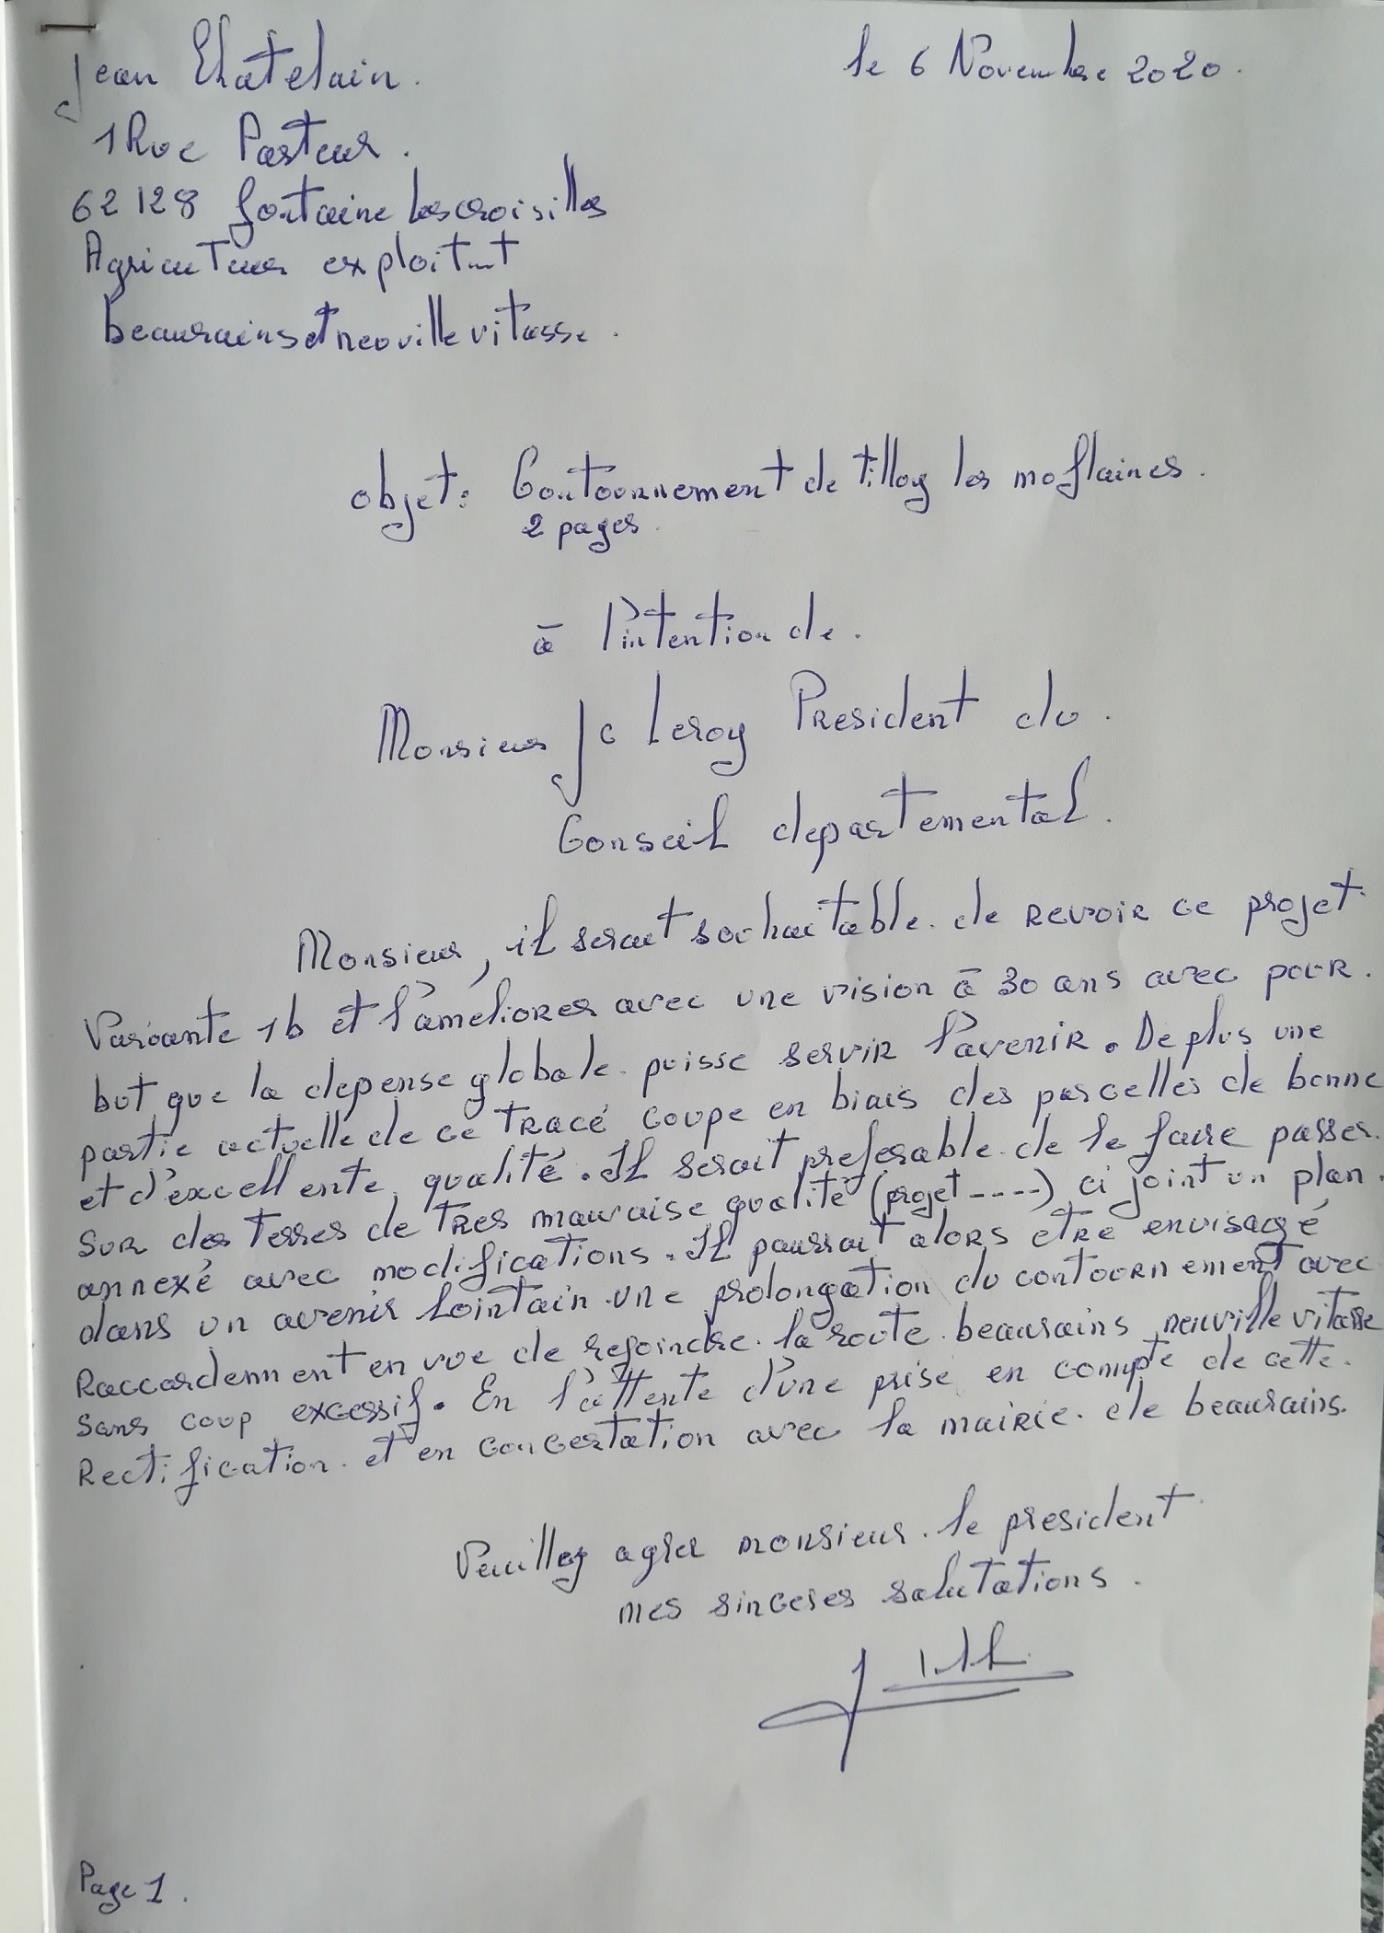 Jean Chatelain.
le 6 Novembre 2020.
1 Rue Pasteur.
62128 fontaine Les croisilles
Agriculteur exploitant
beaurains et neuville vitasse.
objet: Contournement de tilloy les moflaines.
2 pages.
à l'intention de.
Monsieur Jc Leroy President du.
Conseil departemental.
Monsieur, il serait souhaitable de revoir ce projet
Variante 1b et l'améliorer avec une vision à 30 ans avec pour.
but que la depense globale puisse servir l'avenir. De plus une
partie actuelle de ce tracé coupe en biais des parcelles de bonne
et d'excellente qualité. Il serait preferable de le faire passer
sur des terres de tres mauvaise qualité (projet ----) ci joint un plan
annexé avec modifications. Il pourrait alors etre envisagé
dans un avenir lointain une prolongation du contournement avec
Raccordemment en vue de rejoindre la route beaurains neuville vitasse
sans coup excessif. En l'attente d'une prise en compte de cette
Rectification et en concertation avec la mairie de beaurains.
Veuillez agrer monsieur le president
mes sinceres salutations.
Page 1.